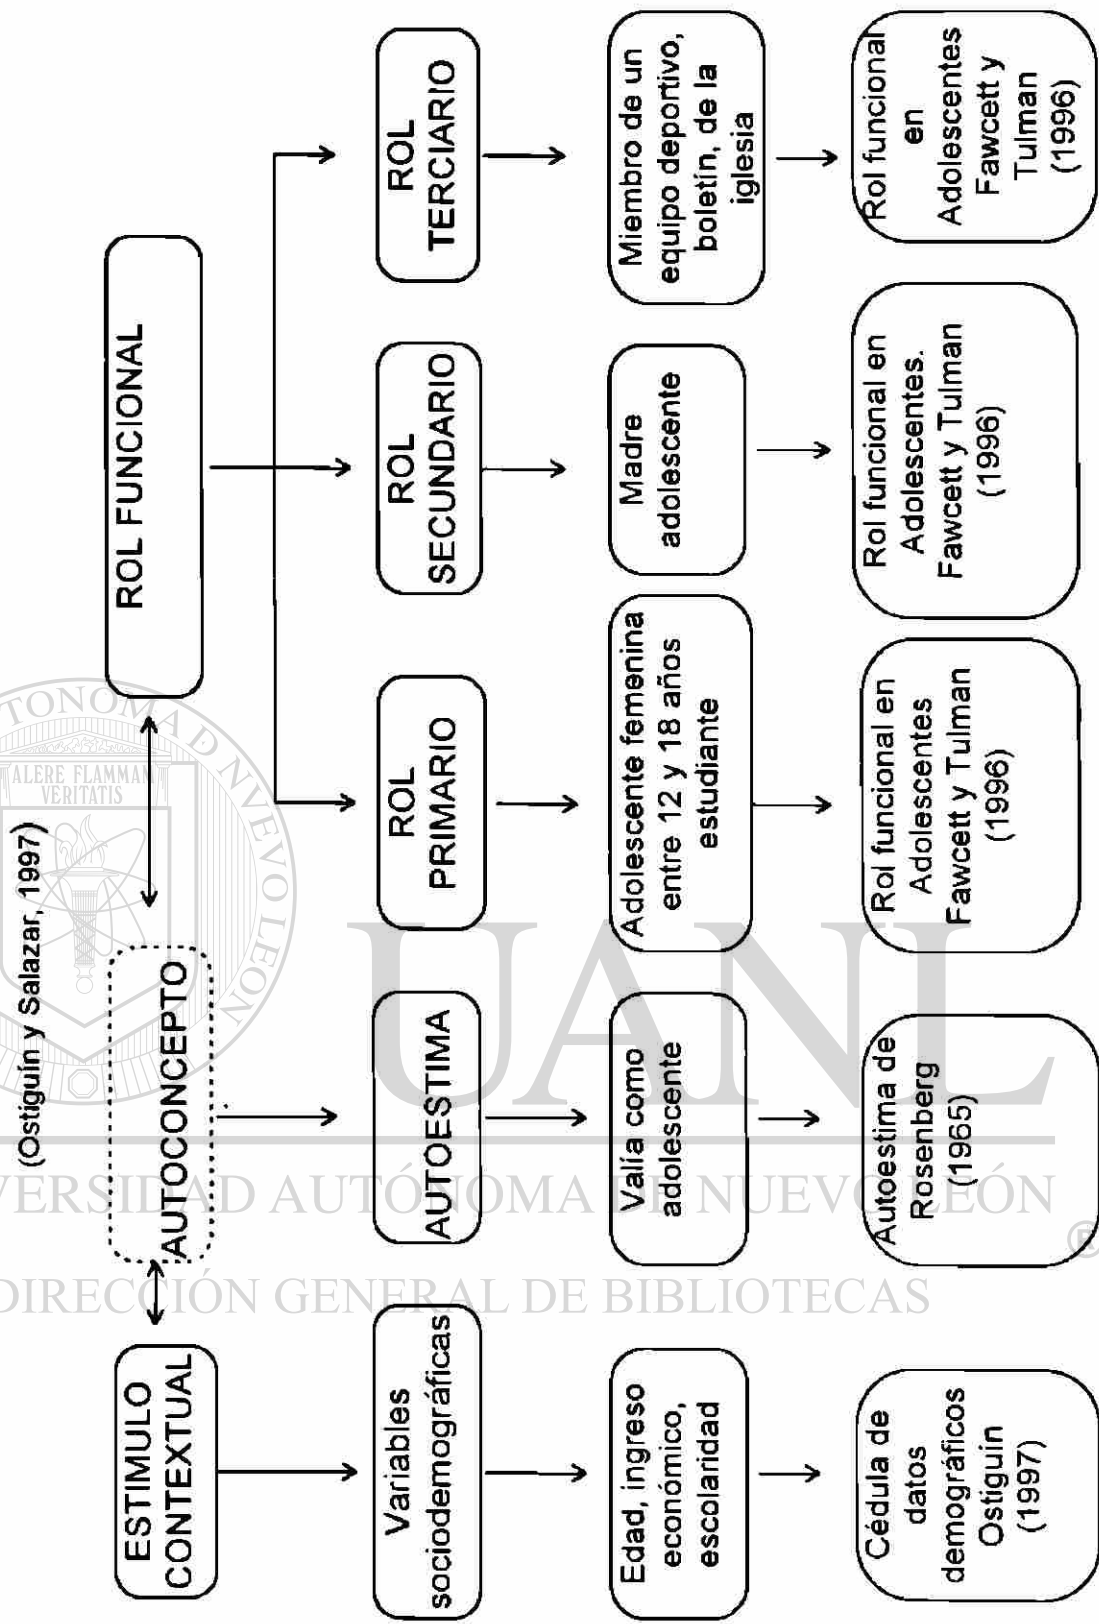 (Ostiguín y Salazar, 1997)
ESTIMULO
CONTEXTUAL
AUTOCONCEPTO
ROL FUNCIONAL
Variables
sociodemográficas
AUTOESTIMA
ROL
PRIMARIO
ROL
SECUNDARIO
ROL
TERCIARIO
Edad, ingreso
económico,
escolaridad
Valía como
adolescente
Adolescente femenina
entre 12 y 18 años
estudiante
Madre
adolescente
Miembro de un
equipo deportivo,
boletín, de la
iglesia
Cédula de
datos
demográficos
Ostiguín
(1997)
Autoestima de
Rosenberg
(1965)
Rol funcional en
Adolescentes
Fawcett y Tulman
(1996)
Rol funcional en
Adolescentes.
Fawcett y Tulman
(1996)
Rol funcional
en
Adolescentes
Fawcett y
Tulman
(1996)
TONOMA D NUEVO LEON
ALERE FLAMMAM
VERITATIS
UANL
VERSIDAD AUTÓNOMA DE NUEVO LEÓN
®
DIRECCIÓN GENERAL DE BIBLIOTECAS